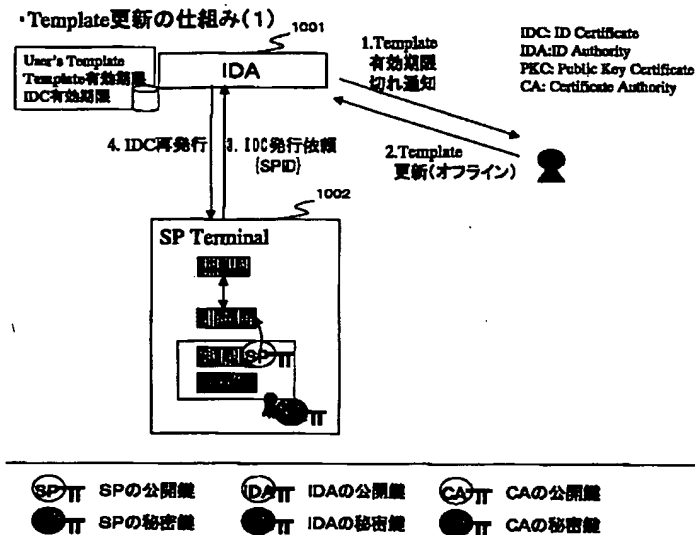 ・Template更新の仕組み(1)
1001
User's Template
Template有効期限
IDC有効期限
IDA
1.Template
有効期限
切れ通知
IDC: ID Certificate
IDA:ID Authority
PKC: Public Key Certificate
CA: Certificate Authority
2.Template
更新(オフライン)
4. IDC再発行
3. IDC発行依頼
(SPID)
1002
SP Terminal
SP
SP SPの公開鍵
IDA IDAの公開鍵
CA CAの公開鍵
SPの秘密鍵
IDAの秘密鍵
CAの秘密鍵